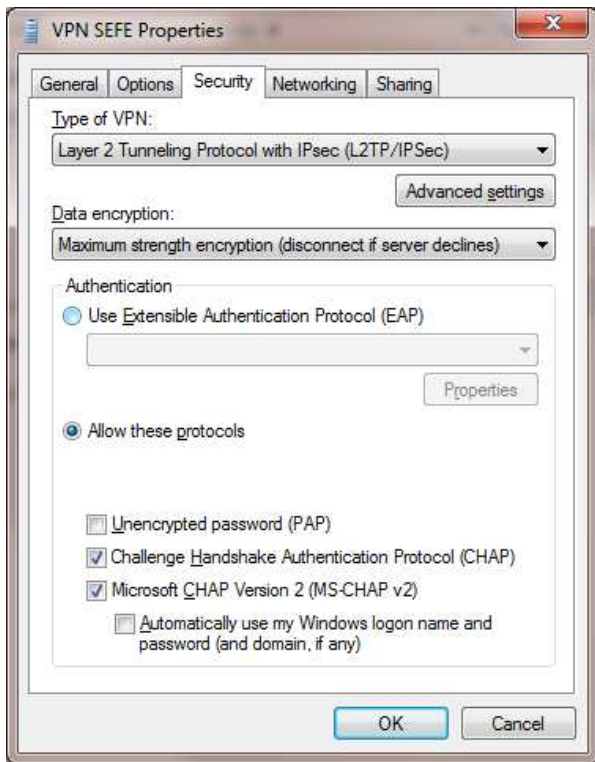 VPN SEFE Properties
General Options Security Networking Sharing
Type of VPN:
Layer 2 Tunneling Protocol with IPsec (L2TP/IPSec)
Advanced settings
Data encryption:
Maximum strength encryption (disconnect if server declines)
Authentication
Use Extensible Authentication Protocol (EAP)
Properties
Allow these protocols
Unencrypted password (PAP)
Challenge Handshake Authentication Protocol (CHAP)
Microsoft CHAP Version 2 (MS-CHAP v2)
Automatically use my Windows logon name and
password (and domain, if any)
OK Cancel